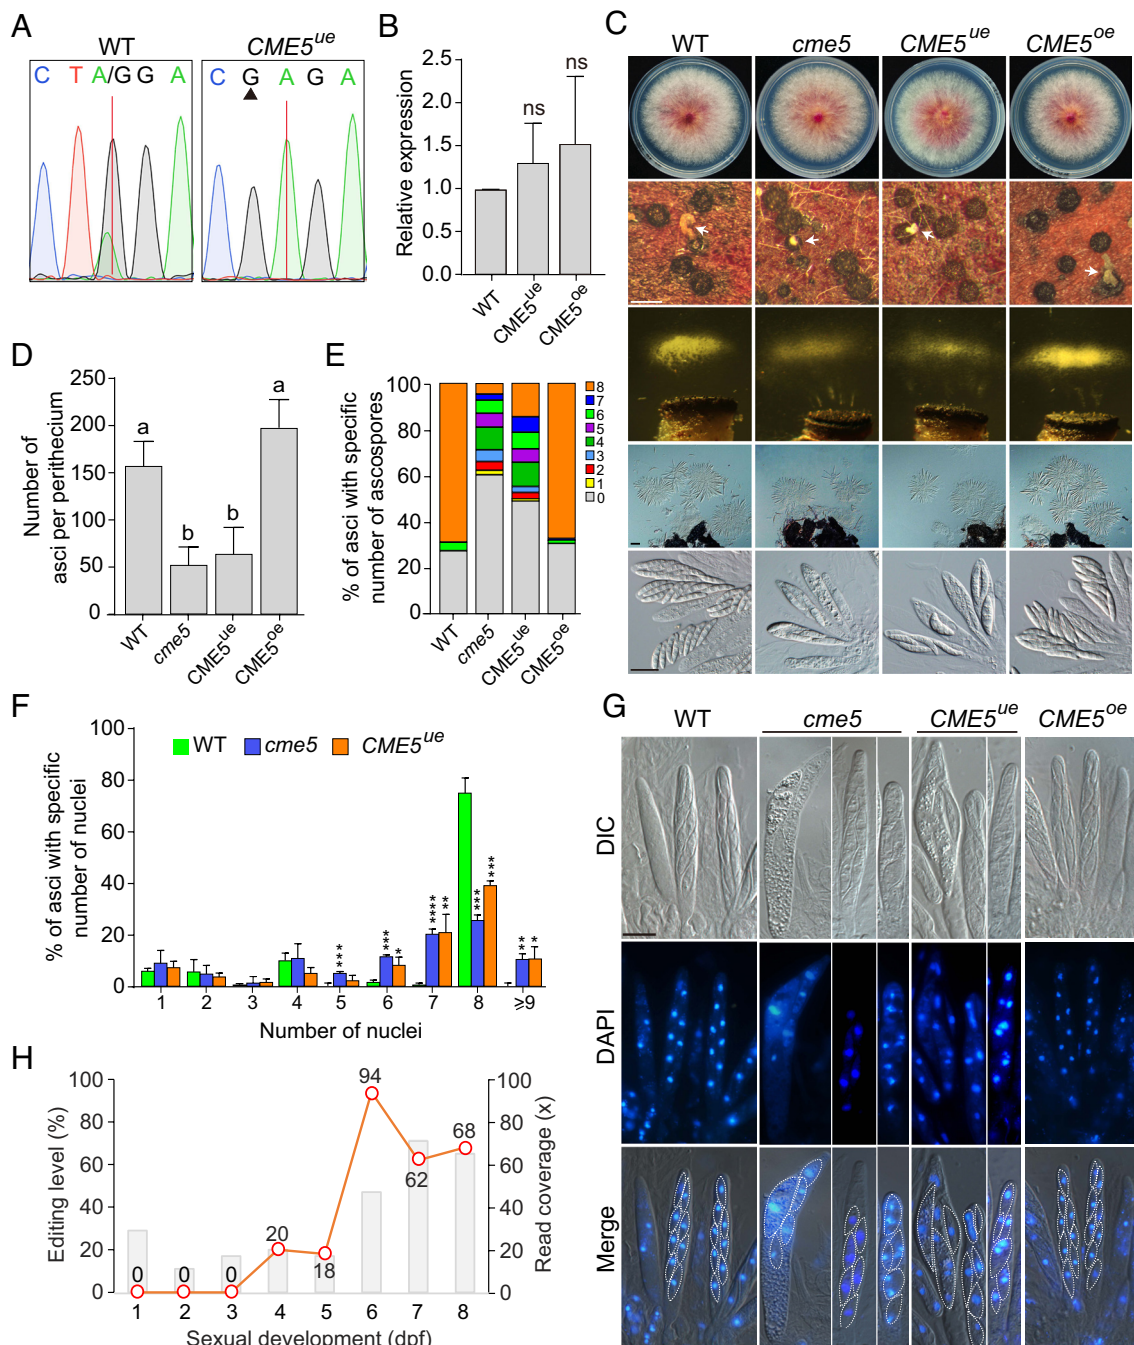 A
WT
CME5ue
C T A/G G A
C G A G A
B
Relative expression
2.5
2.0
1.5
1.0
0.5
0.0
ns
ns
WT
CME5ue
CME5oe
C
WT
cme5
CME5ue
CME5oe
D
Number of
asci per perithecium
250
200
150
100
50
0
a
b
b
a
WT
cme5
CME5ue
CME5oe
E
% of asci with specific
number of ascospores
100
80
60
40
20
0
8
7
6
5
4
3
2
1
0
WT
cme5
CME5ue
CME5oe
F
% of asci with specific
number of nuclei
100
80
60
40
20
0
WT cme5 CME5ue
***
***
*
****
**
***
***
**
*
1 2 3 4 5 6 7 8 ≥9
Number of nuclei
G
WT
cme5
CME5ue
CME5oe
DIC
DAPI
Merge
H
Editing level (%)
100
80
60
40
20
0
0
0
0
20
18
94
62
68
100
80
60
40
20
0
Read coverage (x)
1 2 3 4 5 6 7 8
Sexual development (dpf)